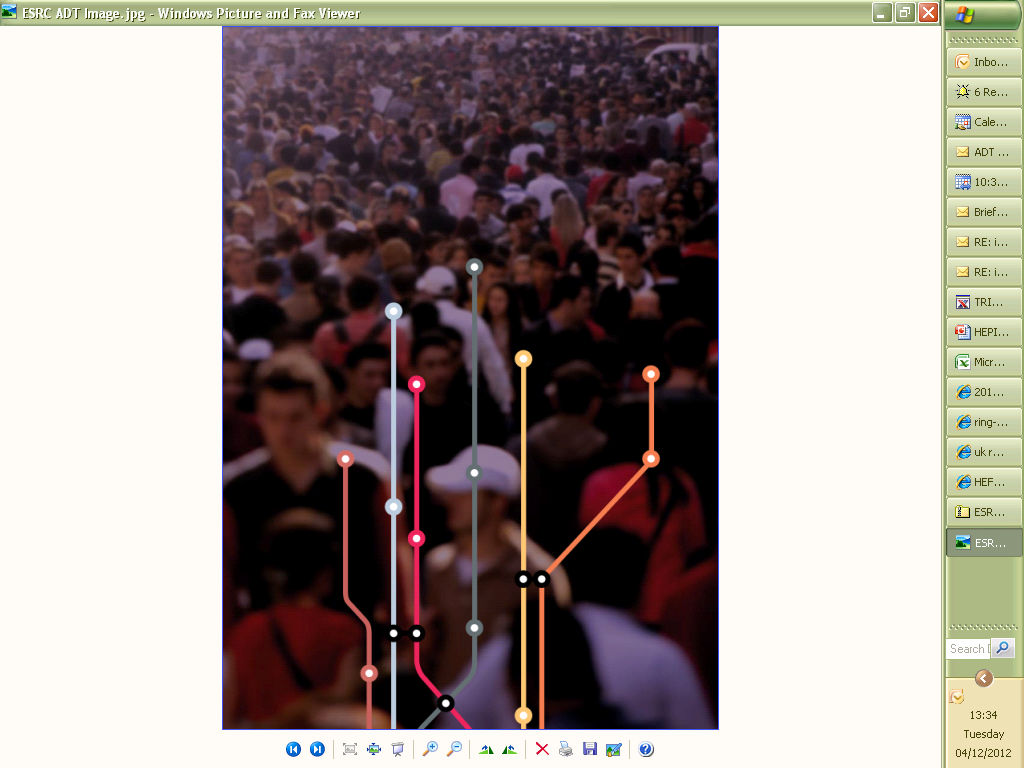 ESRC ADT Image.jpg - Windows Picture and Fax Viewer
Inbo...
6 Re...
Cale...
ADT ...
10:3...
Brief...
RE: i...
RE: i...
TRI...
HEPI...
Micr...
201...
ring-...
uk r...
HEF...
ESR...
ESR...
Search D
13:34
Tuesday
04/12/2012